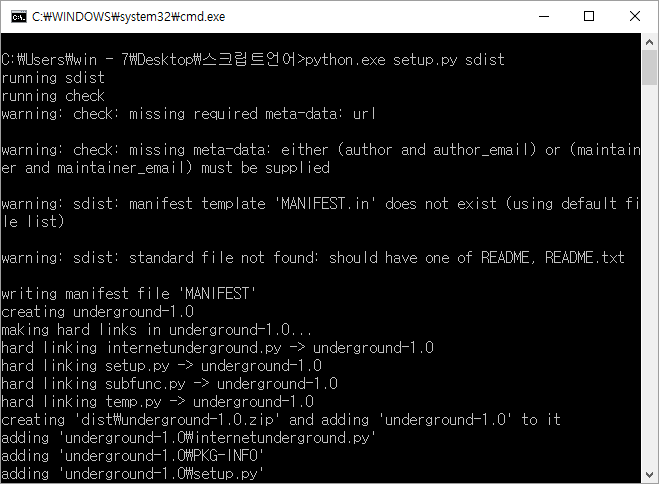 C:₩WINDOWS₩system32₩cmd.exe
C:₩Users₩win - 7₩Desktop₩스크립트언어>python.exe setup.py sdist
running sdist
running check
warning: check: missing required meta-data: url
warning: check: missing meta-data: either (author and author_email) or (maintain
er and maintainer_email) must be supplied
warning: sdist: manifest template 'MANIFEST.in' does not exist (using default fi
le list)
warning: sdist: standard file not found: should have one of README, README.txt
writing manifest file 'MANIFEST'
creating underground-1.0
making hard links in underground-1.0...
hard linking internetunderground.py -> underground-1.0
hard linking setup.py -> underground-1.0
hard linking subfunc.py -> underground-1.0
hard linking temp.py -> underground-1.0
creating 'dist₩underground-1.0.zip' and adding 'underground-1.0' to it
adding 'underground-1.0₩internetunderground.py'
adding 'underground-1.0₩PKG-INFO'
adding 'underground-1.0₩setup.py'